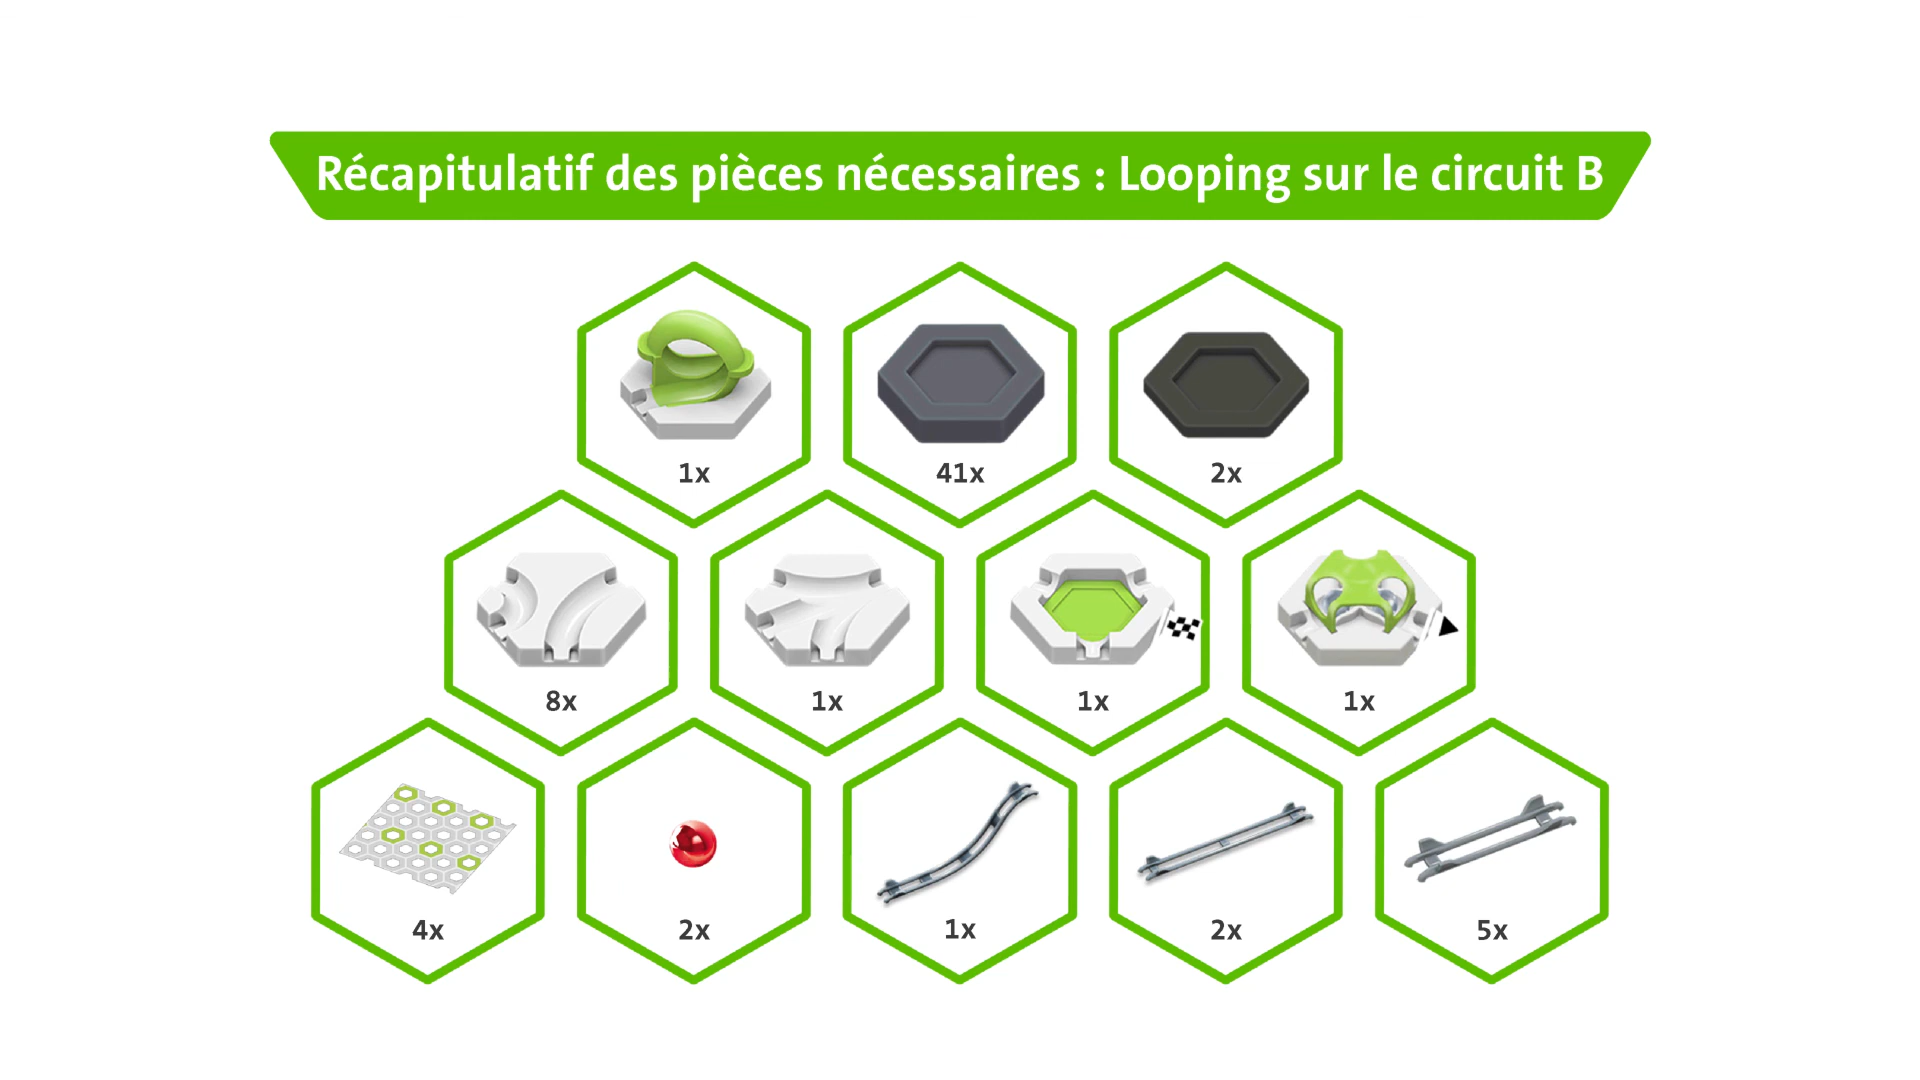 Récapitulatif des pièces nécessaires : Looping sur le circuit B
1x
41x
2x
8x
1x
1x
1x
4x
2x
1x
2x
5x